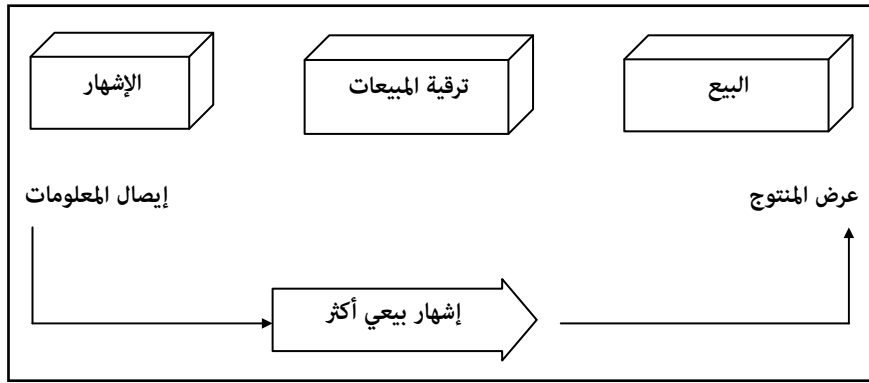 البيع
ترقية المبيعات
الإشهار
عرض المنتوج
إيصال المعلومات
إشهار بيعي أكثر